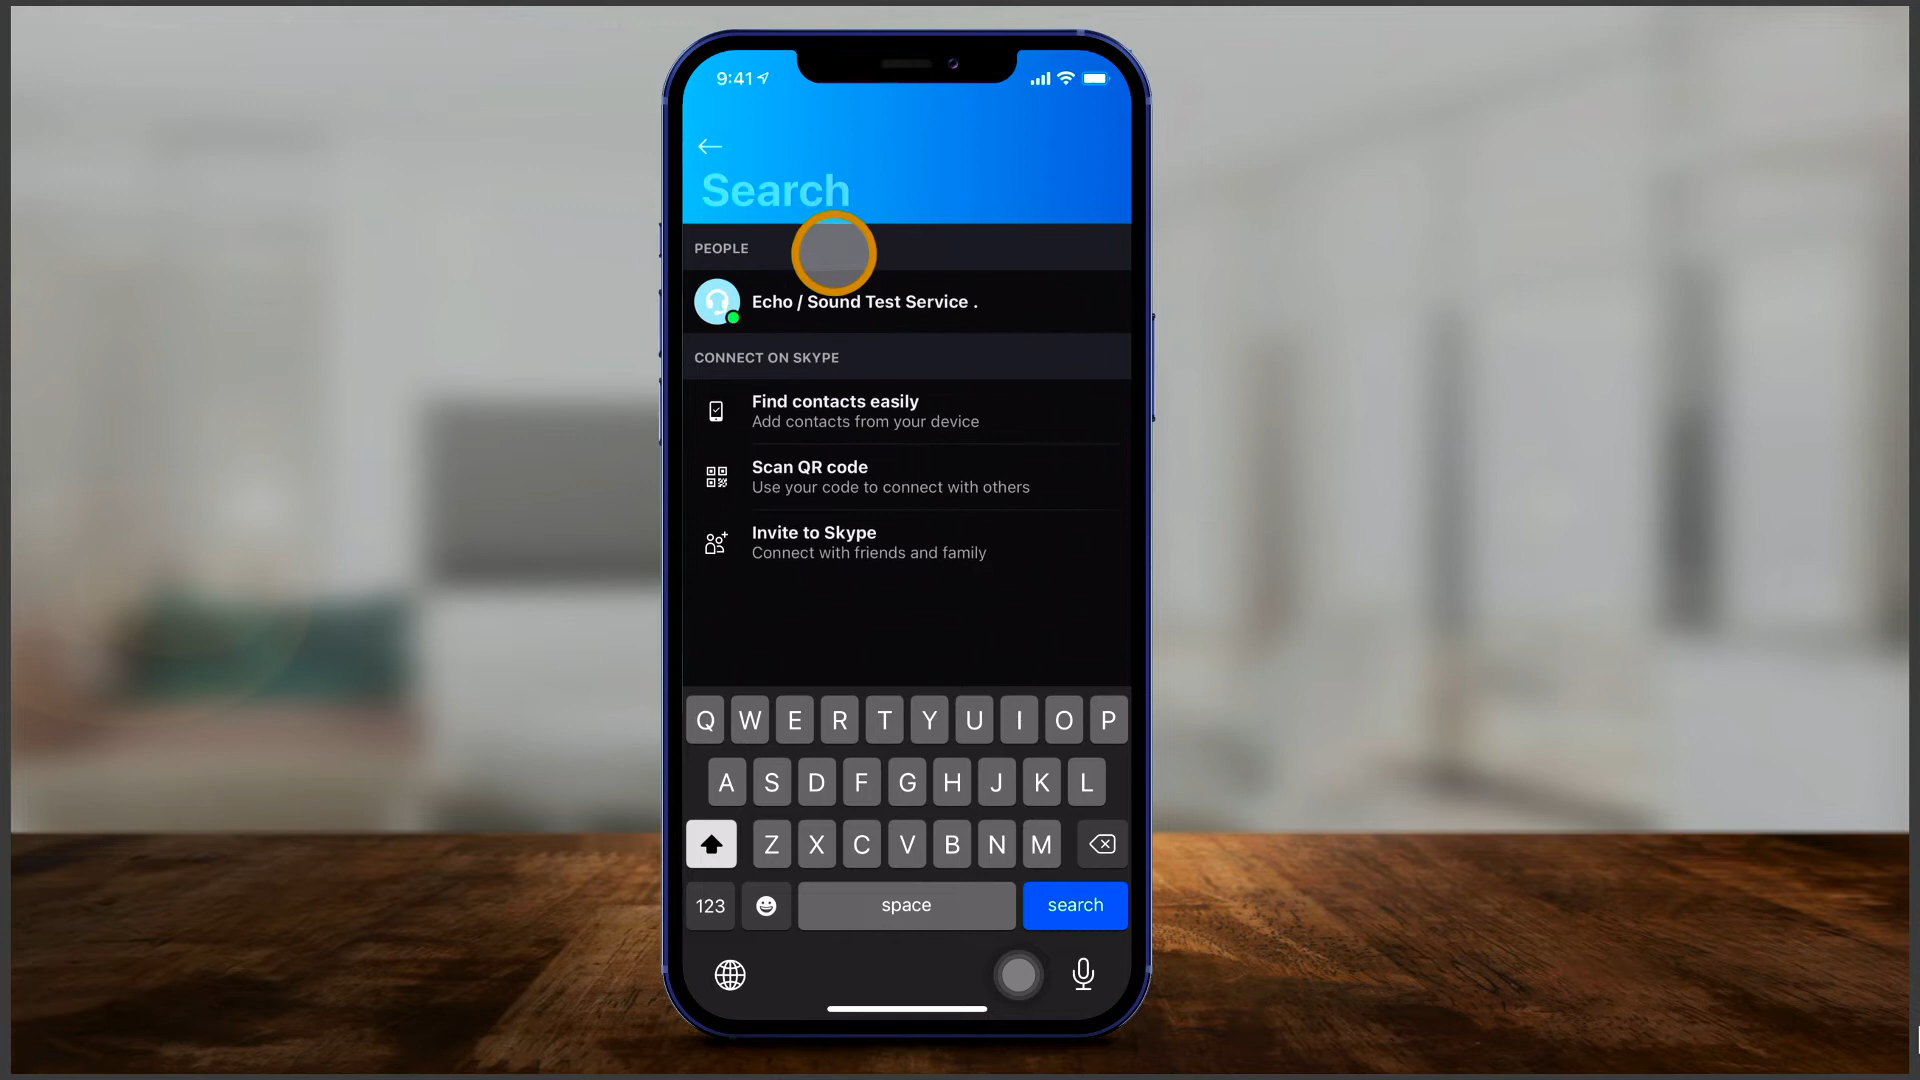 9:41
Search
PEOPLE
Echo / Sound Test Service .
CONNECT ON SKYPE
Find contacts easily
Add contacts from your device
Scan QR code
Use your code to connect with others
Invite to Skype
Connect with friends and family
Q W E R T Y U I O P
A S D F G H J K L
Z X C V B N M
123 space search